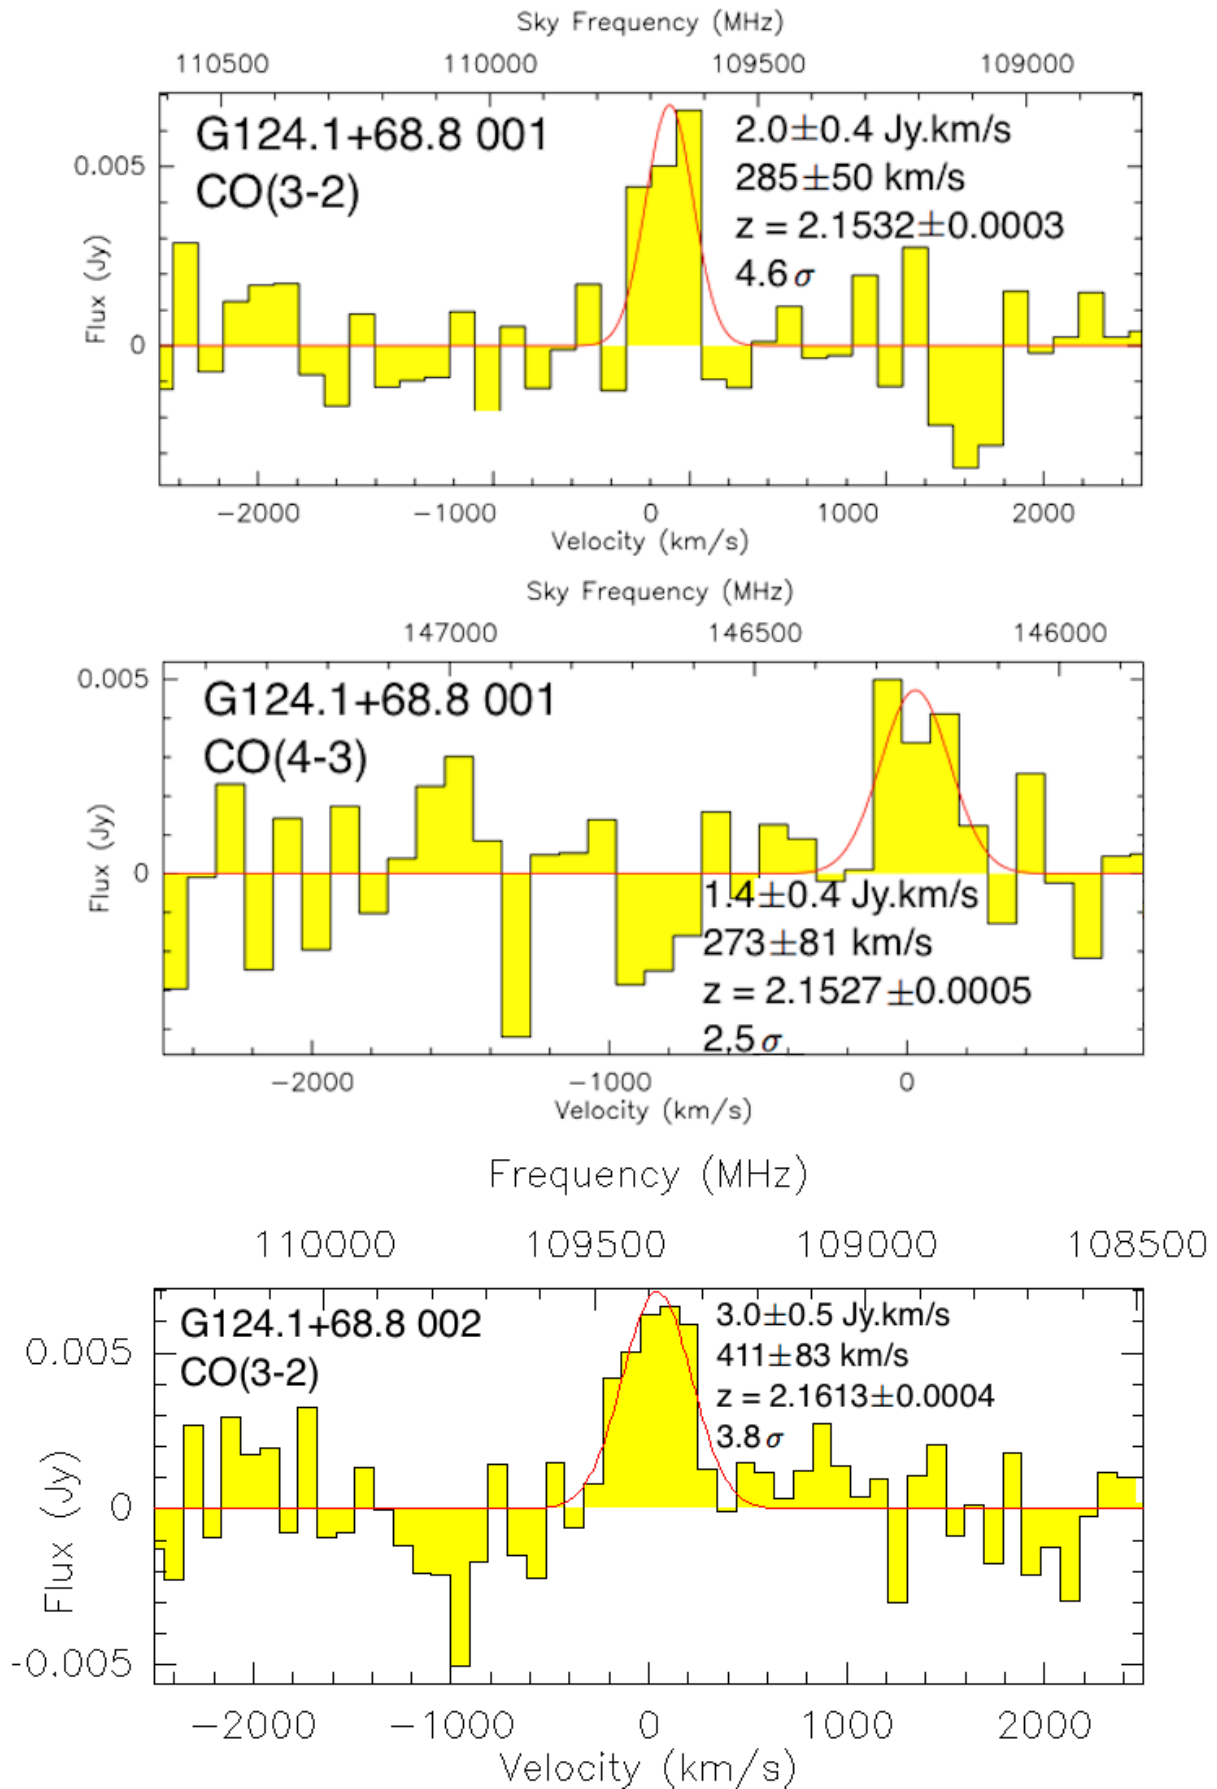 Sky Frequency (MHz)
110500 110000 109500 109000
G124.1+68.8 001
CO(3-2)
2.0±0.4 Jy.km/s
285±50 km/s
z = 2.1532±0.0003
4.6σ
0.005
0
Flux (Jy)
−2000 −1000 0 1000 2000
Velocity (km/s)
Sky Frequency (MHz)
147000 146500 146000
G124.1+68.8 001
CO(4-3)
0.005
0
Flux (Jy)
1.4±0.4 Jy.km/s
273±81 km/s
z = 2.1527±0.0005
2.5σ
−2000 −1000 0
Velocity (km/s)
Frequency (MHz)
110000 109500 109000 108500
G124.1+68.8 002
CO(3-2)
3.0±0.5 Jy.km/s
411±83 km/s
z = 2.1613±0.0004
3.8σ
0.005
0
-0.005
Flux (Jy)
−2000 −1000 0 1000 2000
Velocity (km/s)